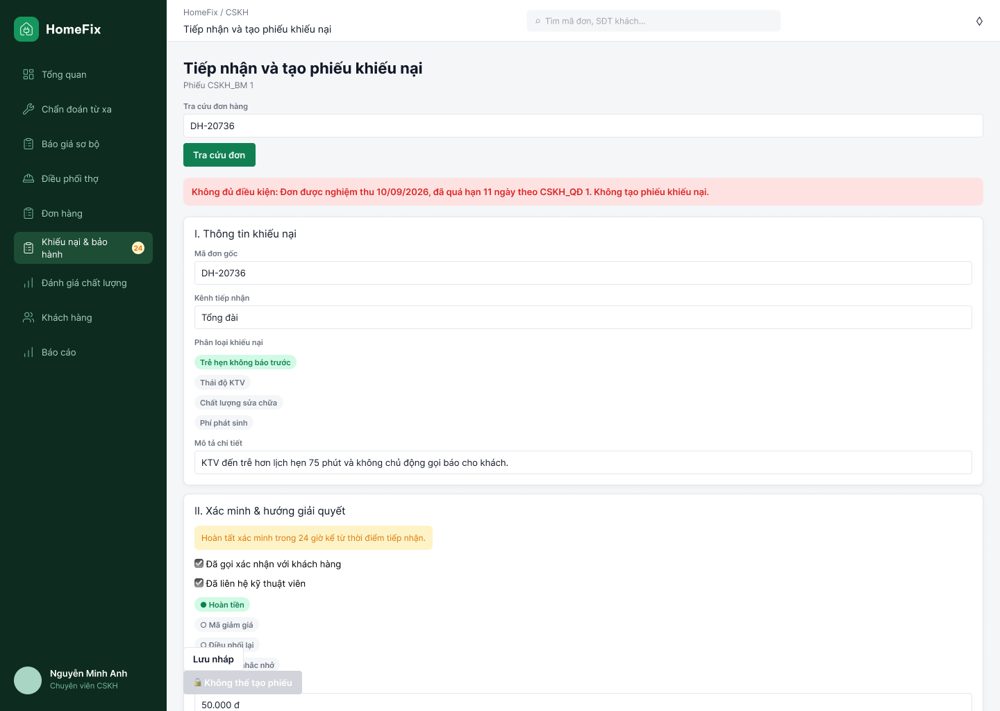 HomeFix
Tổng quan
Chẩn đoán từ xa
Báo giá sơ bộ
Điều phối thợ
Đơn hàng
Khiếu nại & bảo
hành
24
Đánh giá chất lượng
Khách hàng
Báo cáo
Nguyễn Minh Anh
Chuyên viên CSKH
HomeFix / CSKH
Tiếp nhận và tạo phiếu khiếu nại
Tìm mã đơn, SĐT khách...
Tiếp nhận và tạo phiếu khiếu nại
Phiếu CSKH_BM 1
Tra cứu đơn hàng
DH-20736
Tra cứu đơn
Không đủ điều kiện: Đơn được nghiệm thu 10/09/2026, đã quá hạn 11 ngày theo CSKH_QĐ 1. Không tạo phiếu khiếu nại.
I. Thông tin khiếu nại
Mã đơn gốc
DH-20736
Kênh tiếp nhận
Tổng đài
Phân loại khiếu nại
Trễ hẹn không báo trước
Thái độ KTV
Chất lượng sửa chữa
Phí phát sinh
Mô tả chi tiết
KTV đến trễ hơn lịch hẹn 75 phút và không chủ động gọi báo cho khách.
II. Xác minh & hướng giải quyết
Hoàn tất xác minh trong 24 giờ kể từ thời điểm tiếp nhận.
Đã gọi xác nhận với khách hàng
Đã liên hệ kỹ thuật viên
Hoàn tiền
Mã giảm giá
Điều phối lại
Lưu nháp
nhắc nhở
Không thể tạo phiếu
50.000 đ